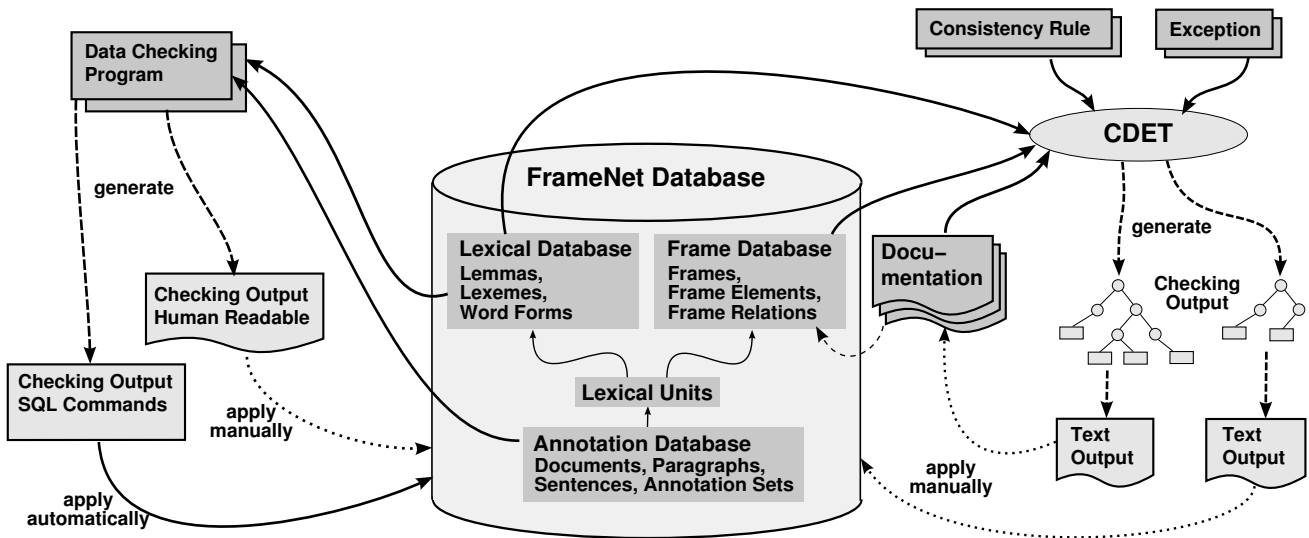 Data Checking
Program
generate
Checking Output
Human Readable
Checking Output
SQL Commands
apply
manually
apply
automatically
FrameNet Database
Lexical Database
Lemmas,
Lexemes,
Word Forms
Frame Database
Frames,
Frame Elements,
Frame Relations
Lexical Units
Annotation Database
Documents, Paragraphs,
Sentences, Annotation Sets
Docu–
mentation
Consistency Rule
Exception
CDET
generate
Checking
Output
Text
Output
Text
Output
apply
manually